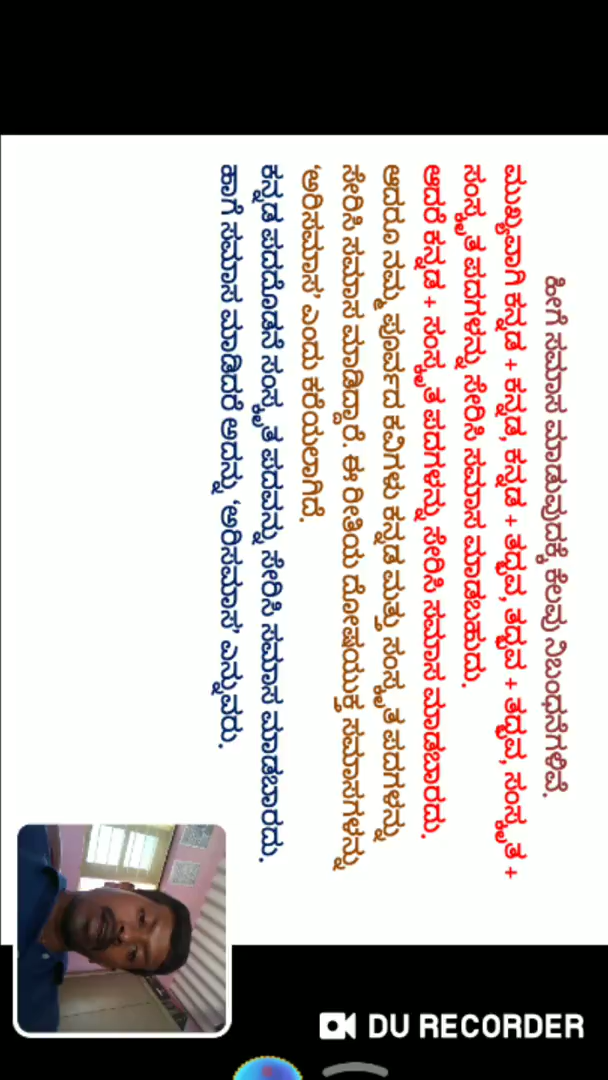 ಹೀಗೆ ಸಮಾಸ ಮಾಡುವುದಕ್ಕೆ ಕೆಲವು ನಿಬಂಧನೆಗಳಿವೆ.
ಮುಖ್ಯವಾಗಿ ಕನ್ನಡ + ಕನ್ನಡ, ಕನ್ನಡ + ತದ್ಭವ, ತದ್ಭವ + ತದ್ಭವ, ಸಂಸ್ಕೃತ +
ಸಂಸ್ಕೃತ ಪದಗಳನ್ನು ಸೇರಿಸಿ ಸಮಾಸ ಮಾಡಬಹುದು.
ಆದರೆ ಕನ್ನಡ + ಸಂಸ್ಕೃತ ಪದಗಳನ್ನು ಸೇರಿಸಿ ಸಮಾಸ ಮಾಡಬಾರದು.
ಆದರೂ ನಮ್ಮ ಪೂರ್ವದ ಕವಿಗಳು ಕನ್ನಡ ಮತ್ತು ಸಂಸ್ಕೃತ ಪದಗಳನ್ನು
ಸೇರಿಸಿ ಸಮಾಸ ಮಾಡಿದ್ದಾರೆ. ಈ ರೀತಿಯ ದೋಷಯುಕ್ತ ಸಮಾಸಗಳನ್ನು
'ಅರಿಸಮಾಸ' ಎಂದು ಕರೆಯಲಾಗಿದೆ.
ಕನ್ನಡ ಪದದೊಡನೆ ಸಂಸ್ಕೃತ ಪದವನ್ನು ಸೇರಿಸಿ ಸಮಾಸ ಮಾಡಬಾರದು.
ಹಾಗೆ ಸಮಾಸ ಮಾಡಿದರೆ ಅದನ್ನು 'ಅರಿಸಮಾಸ' ಎನ್ನುವರು.
DU RECORDER